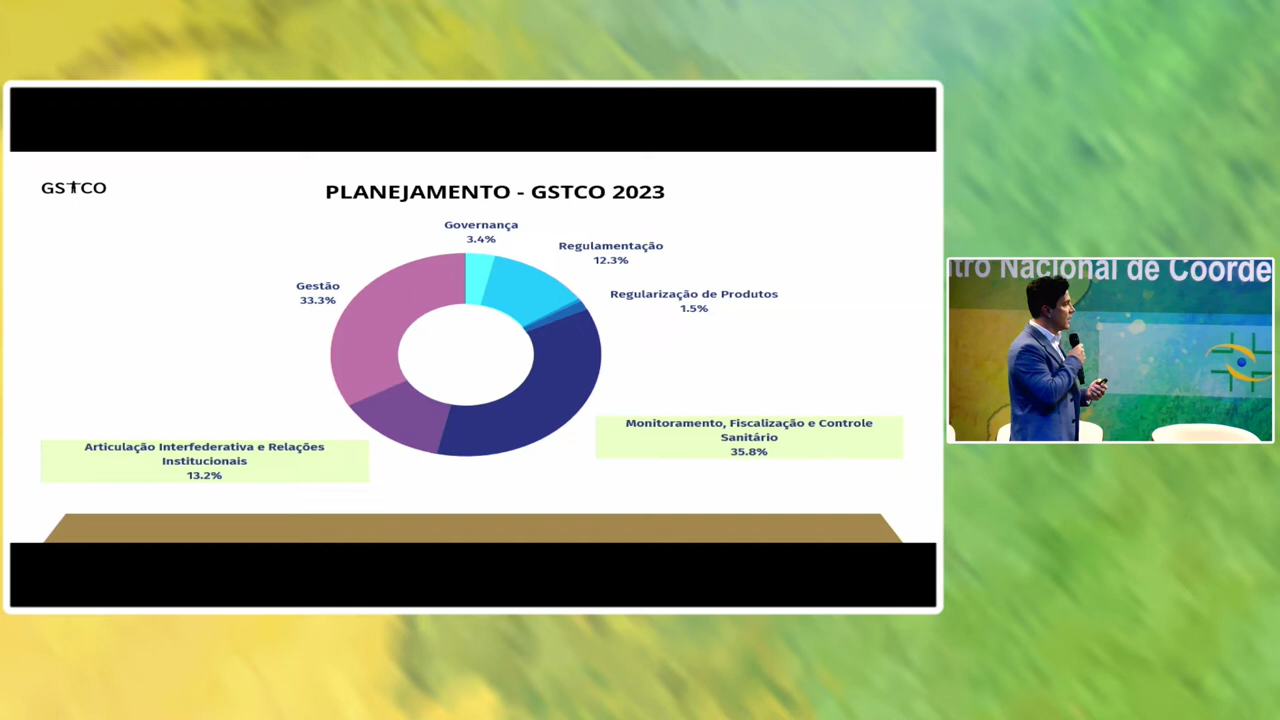 GSTCO
PLANEJAMENTO - GSTCO 2023
Governança
3.4%
Regulamentação
12.3%
Gestão
33.3%
Regularização de Produtos
1.5%
Monitoramento, Fiscalização e Controle
Sanitário
35.8%
Articulação Interfederativa e Relações
Institucionais
13.2%
tro Nacional de Coorde